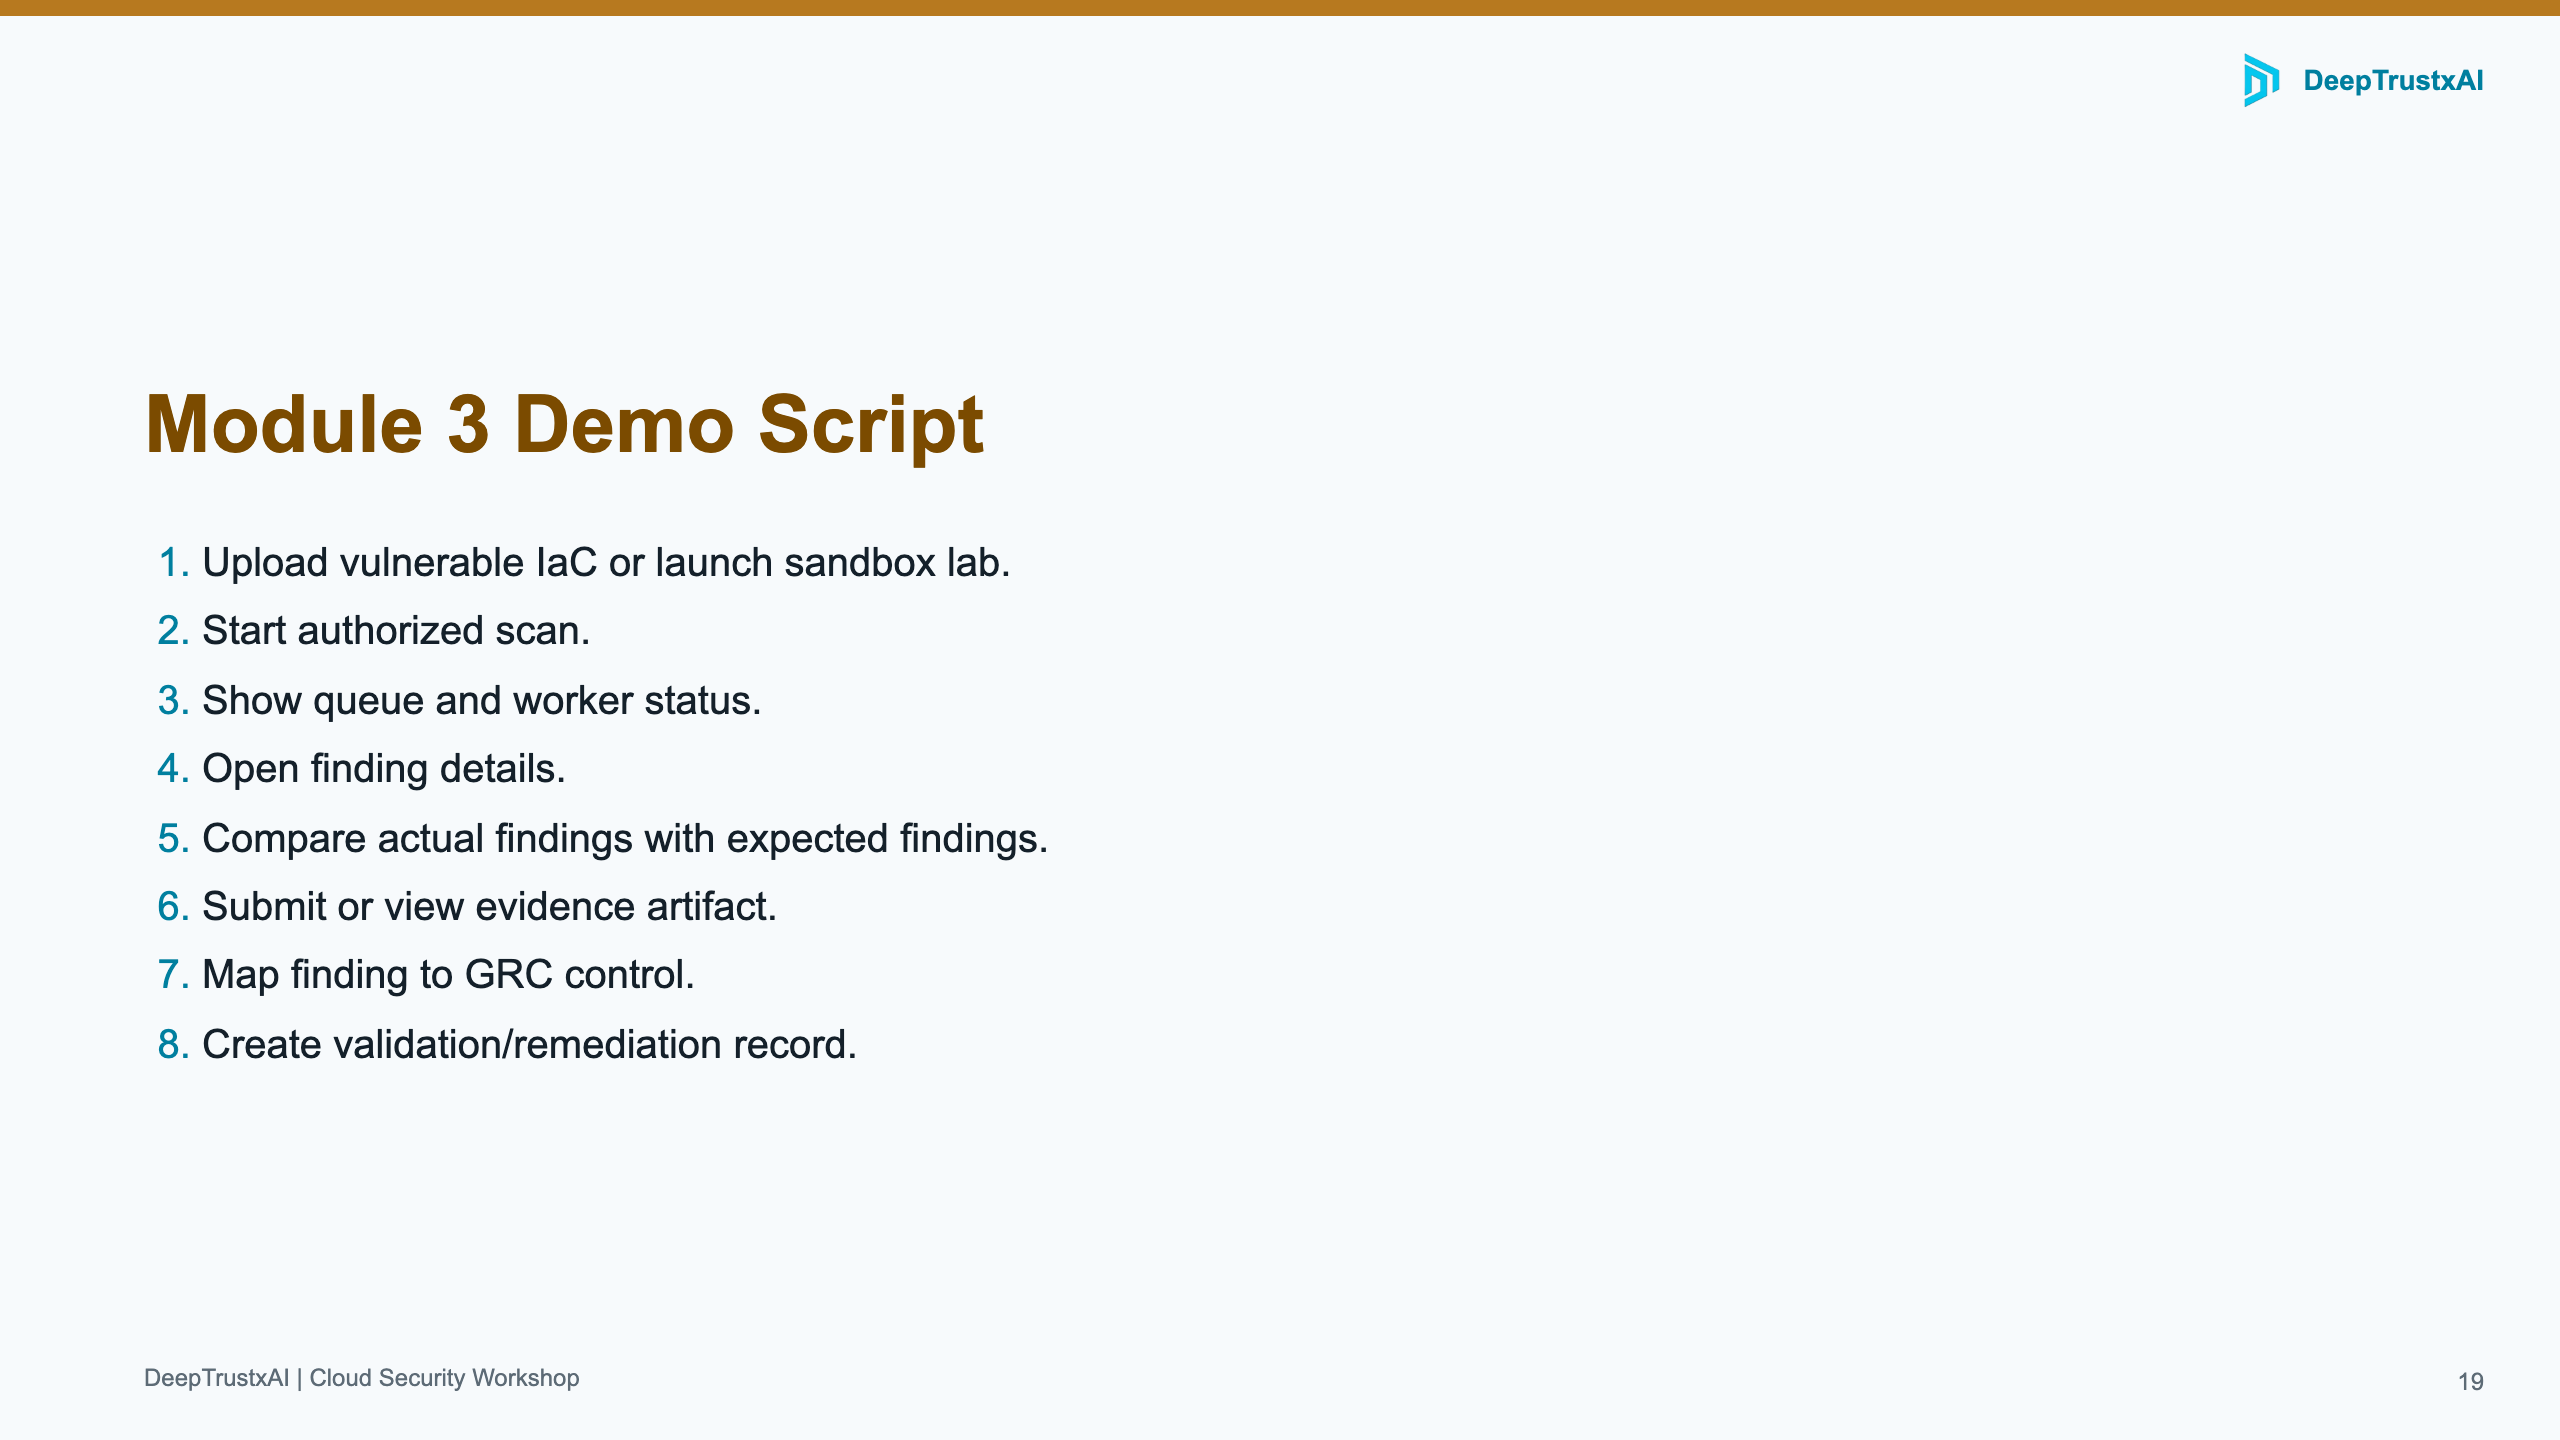 DeepTrustxAI
Module 3 Demo Script
1. Upload vulnerable IaC or launch sandbox lab.
2. Start authorized scan.
3. Show queue and worker status.
4. Open finding details.
5. Compare actual findings with expected findings.
6. Submit or view evidence artifact.
7. Map finding to GRC control.
8. Create validation/remediation record.
DeepTrustxAI | Cloud Security Workshop
19